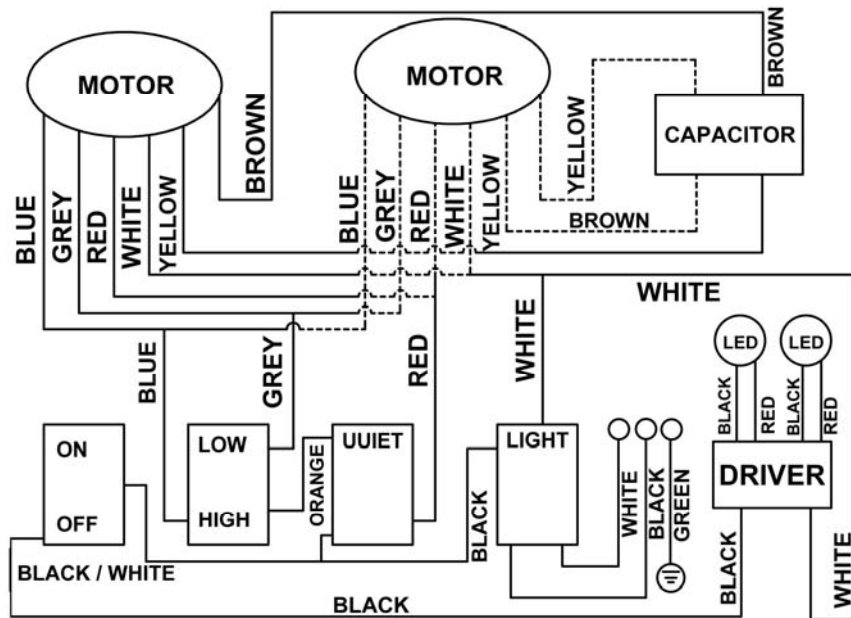 MOTOR
MOTOR
CAPACITOR
BROWN
BROWN
YELLOW
BROWN
BLUE
GREY
RED
WHITE
YELLOW
BLUE
GREY
RED
WHITE
YELLOW
WHITE
BLUE
GREY
RED
WHITE
LED
LED
BLACK
RED
BLACK
RED
ON
OFF
LOW
HIGH
ORANGE
UUIET
LIGHT
BLACK
WHITE
BLACK
GREEN
DRIVER
BLACK
WHITE
BLACK / WHITE
BLACK